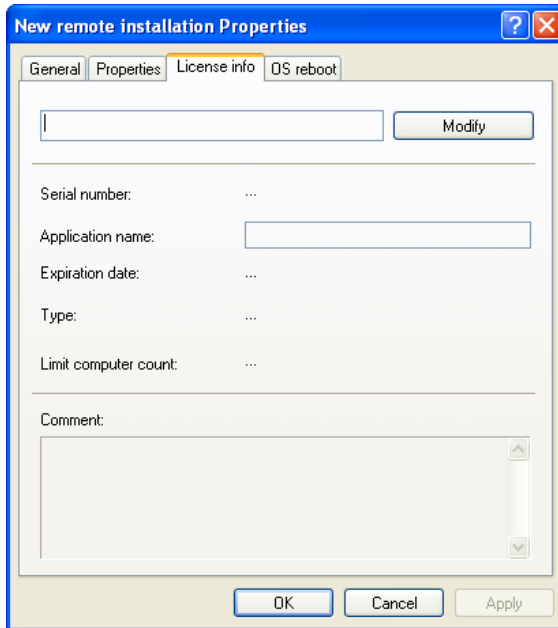 New remote installation Properties
General Properties License info OS reboot
Modify
Serial number: ...
Application name:
Expiration date: ...
Type: ...
Limit computer count: ...
Comment:
OK Cancel Apply